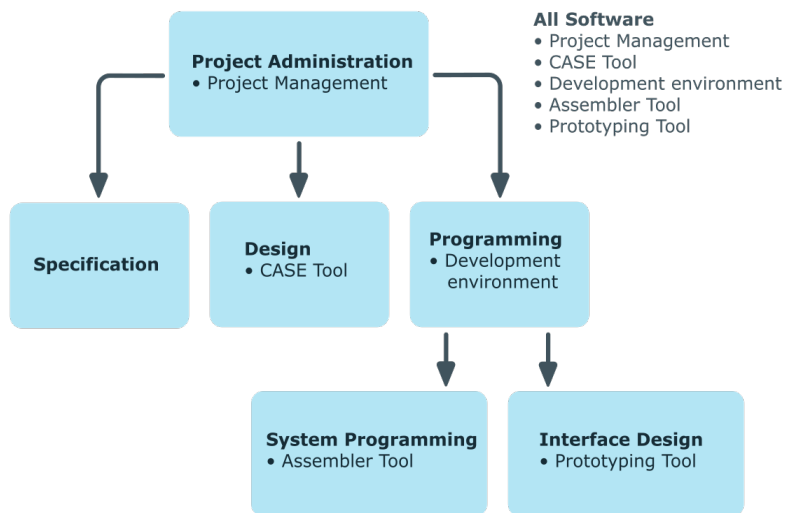 All Software
• Project Management
• CASE Tool
• Development environment
• Assembler Tool
• Prototyping Tool
Project Administration
• Project Management
Specification
Design
• CASE Tool
Programming
• Development
environment
System Programming
• Assembler Tool
Interface Design
• Prototyping Tool